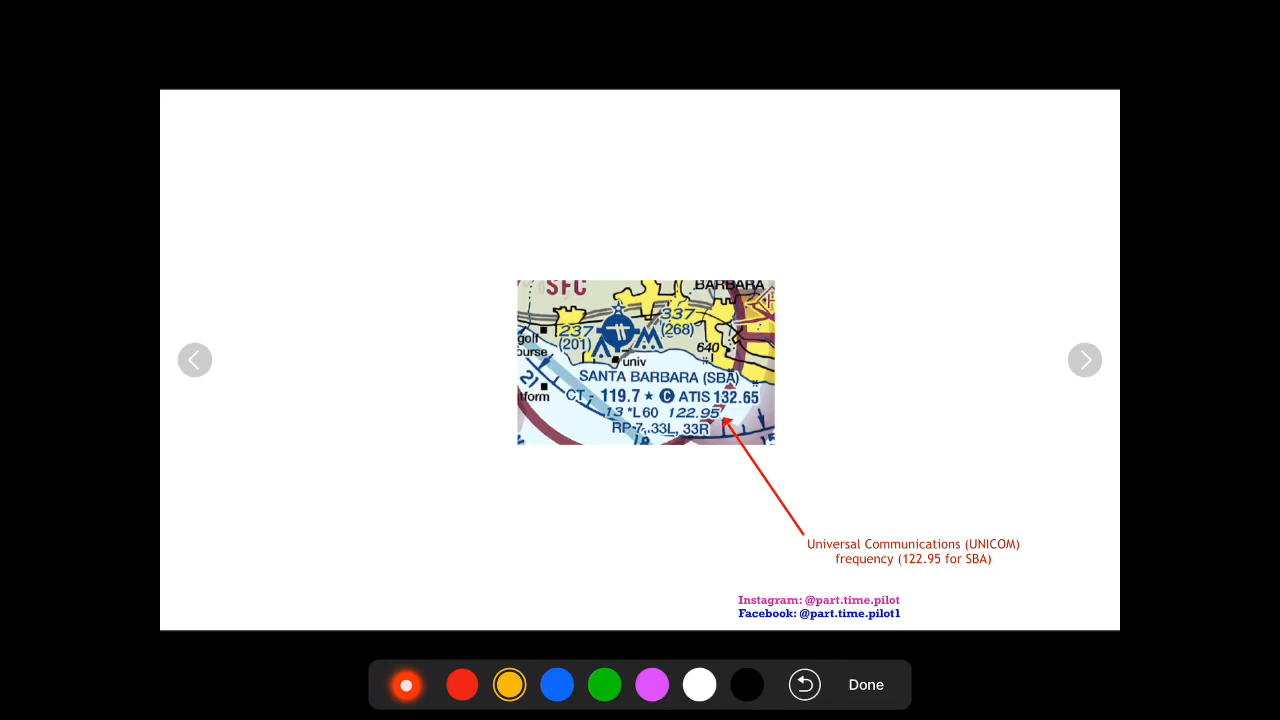 BARBARA
SFC
337
(268)
237
(201)
golf
ourse
640
univ
SANTA BARBARA (SBA)
21
tform
CT - 119.7 ★ C ATIS 132.65
13 *L60 122.95
RP 7, 33L, 33R
Universal Communications (UNICOM)
frequency (122.95 for SBA)
Instagram: @part.time.pilot
Facebook: @part.time.pilot1
Done